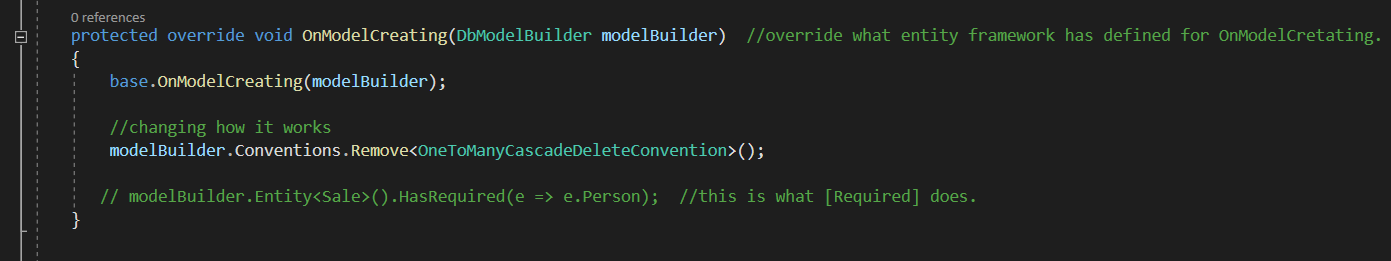 0 references
protected override void OnModelCreating(DbModelBuilder modelBuilder)  //override what entity framework has defined for OnModelCretating.
{
base.OnModelCreating(modelBuilder);
//changing how it works
modelBuilder.Conventions.Remove<OneToManyCascadeDeleteConvention>();
// modelBuilder.Entity<Sale>().HasRequired(e => e.Person);  //this is what [Required] does.
}